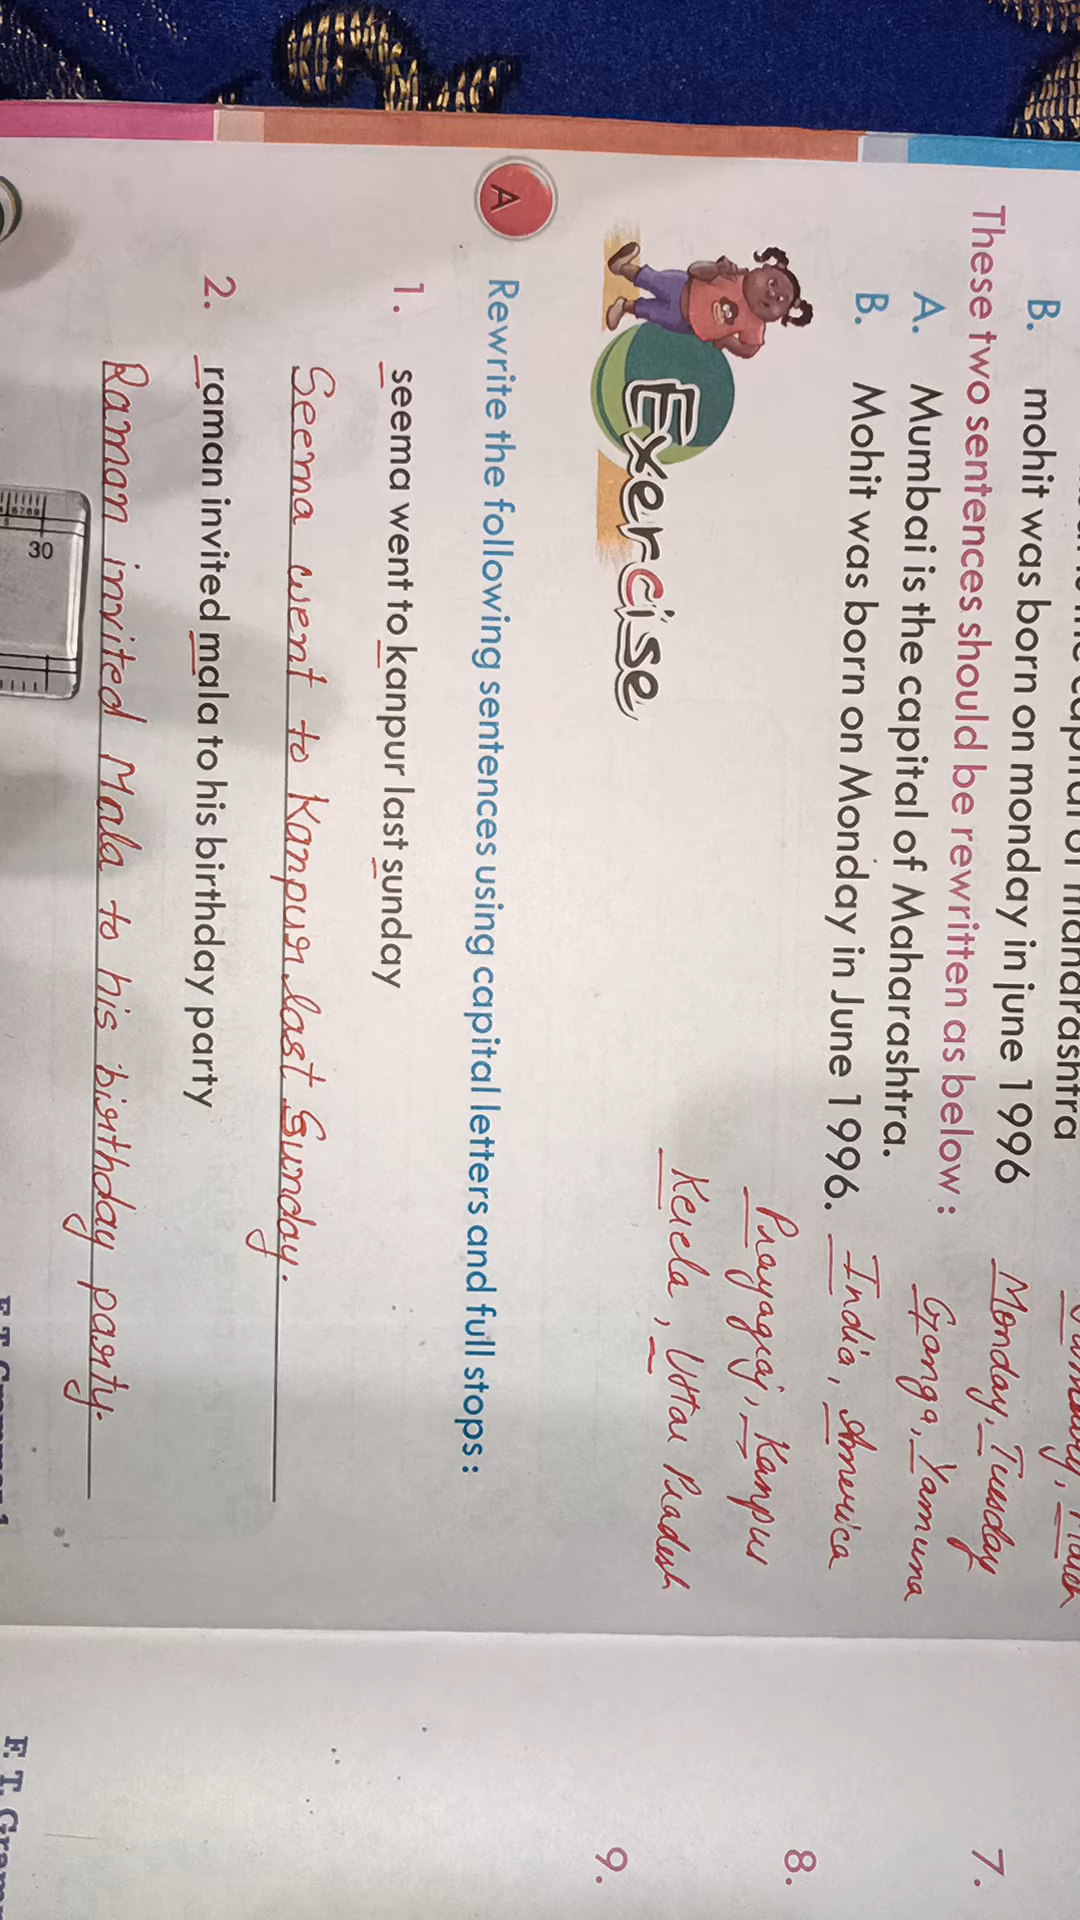 B. mohit was born on monday in june 1996
These two sentences should be rewritten as below :
A. Mumbai is the capital of Maharashtra.
B. Mohit was born on Monday in June 1996.
Monday, Tuesday
Ganga, Yamuna
India, America
Prayagraj, Kanpur
Kerela, Uttar Pradesh
Exercise
A Rewrite the following sentences using capital letters and full stops :
1. seema went to kanpur last sunday
Seema went to Kanpur last Sunday.
2. raman invited mala to his birthday party
Raman invited Mala to his birthday party.
30
7.
8.
9.